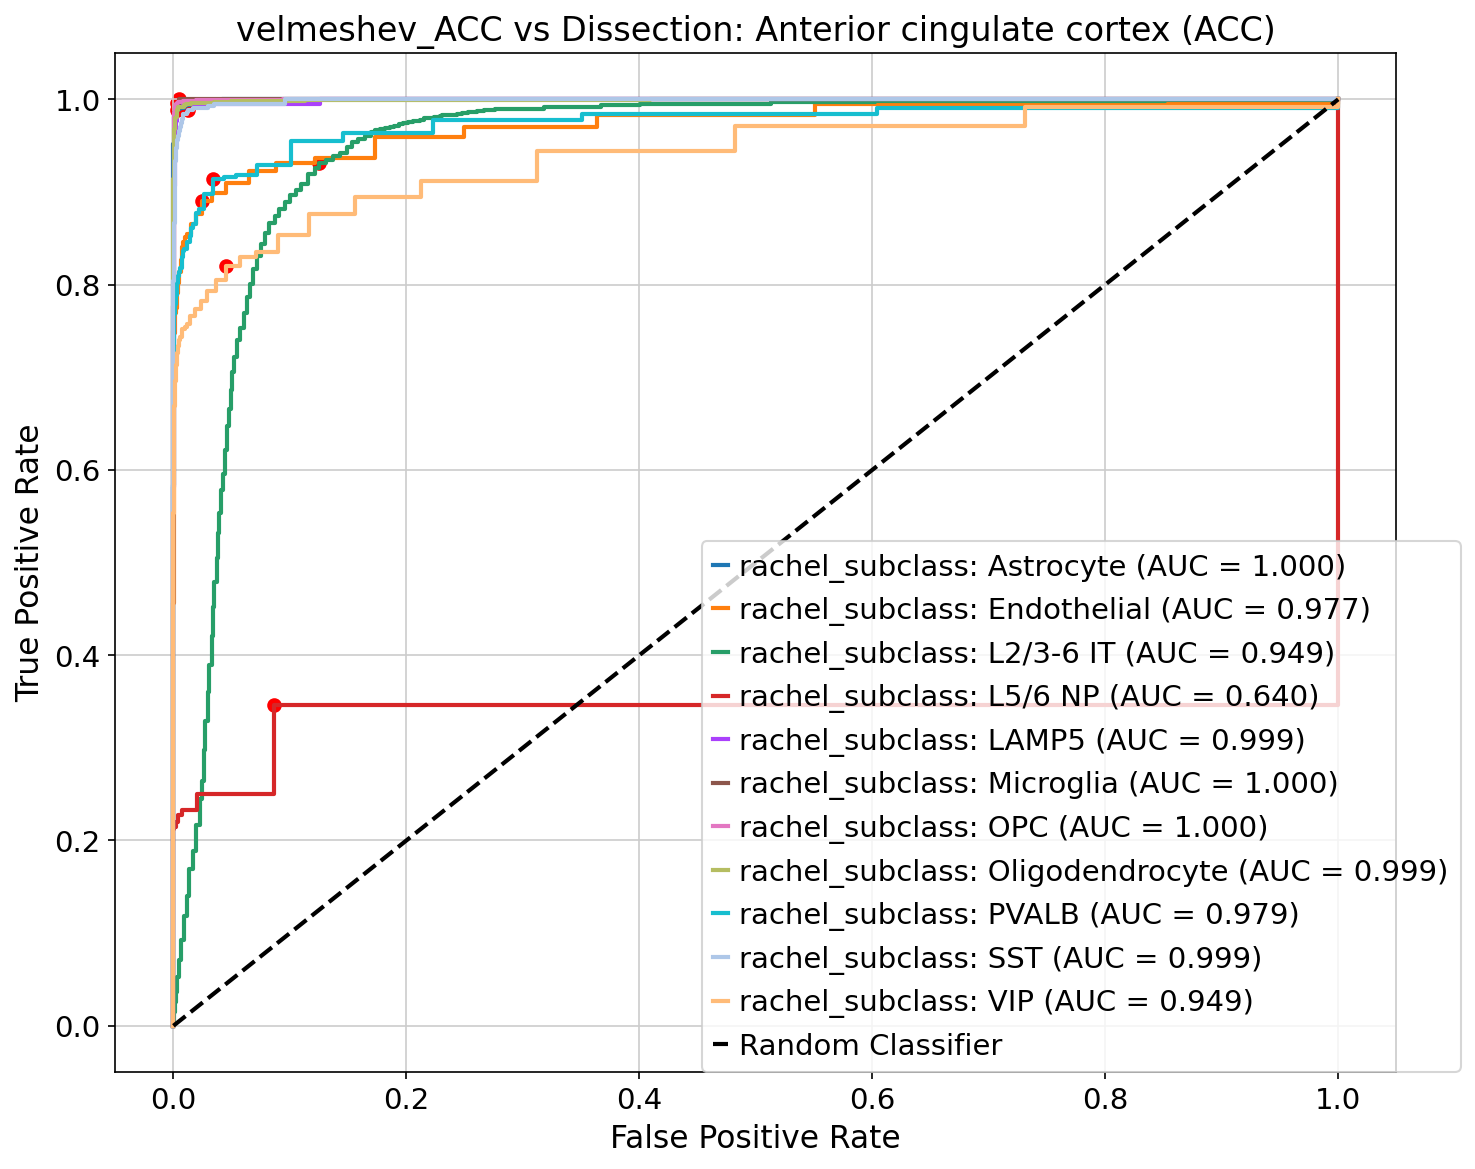 velmeshev_ACC vs Dissection: Anterior cingulate cortex (ACC)
True Positive Rate
1.0
0.8
0.6
0.4
0.2
0.0
rachel_subclass: Astrocyte (AUC = 1.000)
rachel_subclass: Endothelial (AUC = 0.977)
rachel_subclass: L2/3-6 IT (AUC = 0.949)
rachel_subclass: L5/6 NP (AUC = 0.640)
rachel_subclass: LAMP5 (AUC = 0.999)
rachel_subclass: Microglia (AUC = 1.000)
rachel_subclass: OPC (AUC = 1.000)
rachel_subclass: Oligodendrocyte (AUC = 0.999)
rachel_subclass: PVALB (AUC = 0.979)
rachel_subclass: SST (AUC = 0.999)
rachel_subclass: VIP (AUC = 0.949)
Random Classifier
0.0 0.2 0.4 0.6 0.8 1.0
False Positive Rate